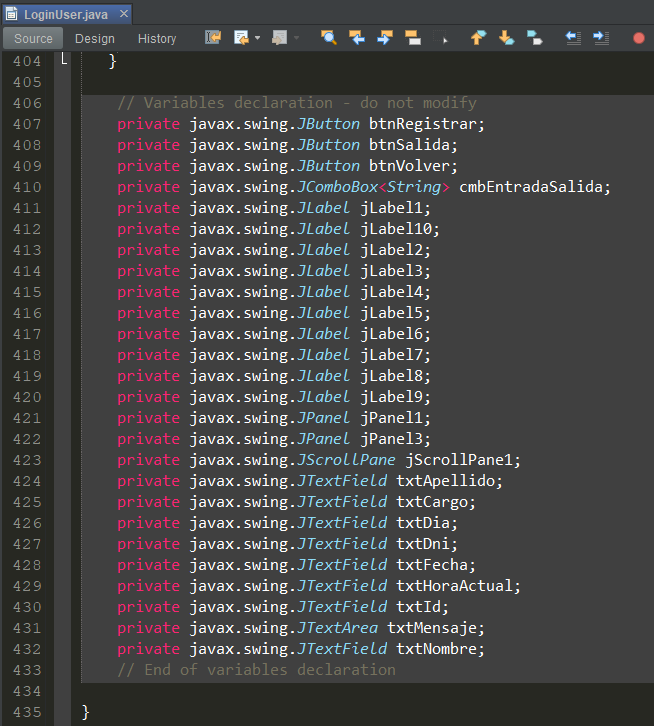 LoginUser.java
Source Design History
404 }
405
406 // Variables declaration - do not modify
407 private javax.swing.JButton btnRegistrar;
408 private javax.swing.JButton btnSalida;
409 private javax.swing.JButton btnVolver;
410 private javax.swing.JComboBox<String> cmbEntradaSalida;
411 private javax.swing.JLabel jLabel1;
412 private javax.swing.JLabel jLabel10;
413 private javax.swing.JLabel jLabel2;
414 private javax.swing.JLabel jLabel3;
415 private javax.swing.JLabel jLabel4;
416 private javax.swing.JLabel jLabel5;
417 private javax.swing.JLabel jLabel6;
418 private javax.swing.JLabel jLabel7;
419 private javax.swing.JLabel jLabel8;
420 private javax.swing.JLabel jLabel9;
421 private javax.swing.JPanel jPanel1;
422 private javax.swing.JPanel jPanel3;
423 private javax.swing.JScrollPane jScrollPane1;
424 private javax.swing.JTextField txtApellido;
425 private javax.swing.JTextField txtCargo;
426 private javax.swing.JTextField txtDia;
427 private javax.swing.JTextField txtDni;
428 private javax.swing.JTextField txtFecha;
429 private javax.swing.JTextField txtHoraActual;
430 private javax.swing.JTextField txtId;
431 private javax.swing.JTextArea txtMensaje;
432 private javax.swing.JTextField txtNombre;
433 // End of variables declaration
434
435 }